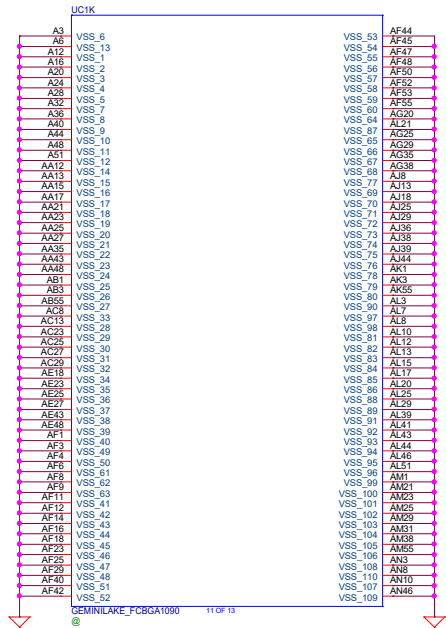 UC1K
A3 VSS_6 VSS_53 AF44
A6 VSS_13 VSS_54 AF45
A12 VSS_1 VSS_55 AF47
A16 VSS_2 VSS_56 AF48
A20 VSS_3 VSS_57 AF50
A24 VSS_4 VSS_58 AF52
A28 VSS_5 VSS_59 AF53
A32 VSS_7 VSS_60 AF55
A36 VSS_8 VSS_64 AG20
A40 VSS_9 VSS_87 AL21
A44 VSS_10 VSS_65 AG25
A48 VSS_11 VSS_66 AG29
A51 VSS_12 VSS_67 AG35
AA12 VSS_14 VSS_68 AG38
AA13 VSS_15 VSS_77 AJ8
AA15 VSS_16 VSS_69 AJ13
AA17 VSS_17 VSS_70 AJ18
AA21 VSS_18 VSS_71 AJ25
AA23 VSS_19 VSS_72 AJ29
AA25 VSS_20 VSS_73 AJ36
AA27 VSS_21 VSS_74 AJ38
AA35 VSS_22 VSS_75 AJ39
AA43 VSS_23 VSS_76 AJ44
AA48 VSS_24 VSS_78 AK1
AB1 VSS_25 VSS_79 AK3
AB3 VSS_26 VSS_80 AK55
AB55 VSS_27 VSS_90 AL3
AC8 VSS_33 VSS_97 AL7
AC13 VSS_28 VSS_98 AL8
AC23 VSS_29 VSS_81 AL10
AC25 VSS_30 VSS_82 AL12
AC27 VSS_31 VSS_83 AL13
AC29 VSS_32 VSS_84 AL15
AE18 VSS_34 VSS_85 AL17
AE23 VSS_35 VSS_86 AL20
AE25 VSS_36 VSS_88 AL25
AE27 VSS_37 VSS_89 AL29
AE43 VSS_38 VSS_91 AL39
AE48 VSS_39 VSS_92 AL41
AF1 VSS_40 VSS_93 AL43
AF3 VSS_49 VSS_94 AL44
AF4 VSS_50 VSS_95 AL46
AF6 VSS_61 VSS_96 AL51
AF8 VSS_62 VSS_99 AM1
AF9 VSS_63 VSS_100 AM21
AF11 VSS_41 VSS_101 AM23
AF12 VSS_42 VSS_102 AM25
AF14 VSS_43 VSS_103 AM29
AF16 VSS_44 VSS_104 AM31
AF18 VSS_45 VSS_105 AM38
AF23 VSS_46 VSS_106 AM55
AF25 VSS_47 VSS_108 AN3
AF29 VSS_48 VSS_110 AN8
AF40 VSS_51 VSS_107 AN10
AF42 VSS_52 VSS_109 AN46
GEMINILAKE_FCBGA1090 11 OF 13
@